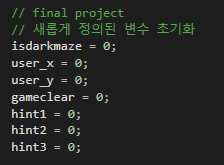 // final project
// 새롭게 정의된 변수 초기화
isdarkmaze = 0;
user_x = 0;
user_y = 0;
gameclear = 0;
hint1 = 0;
hint2 = 0;
hint3 = 0;